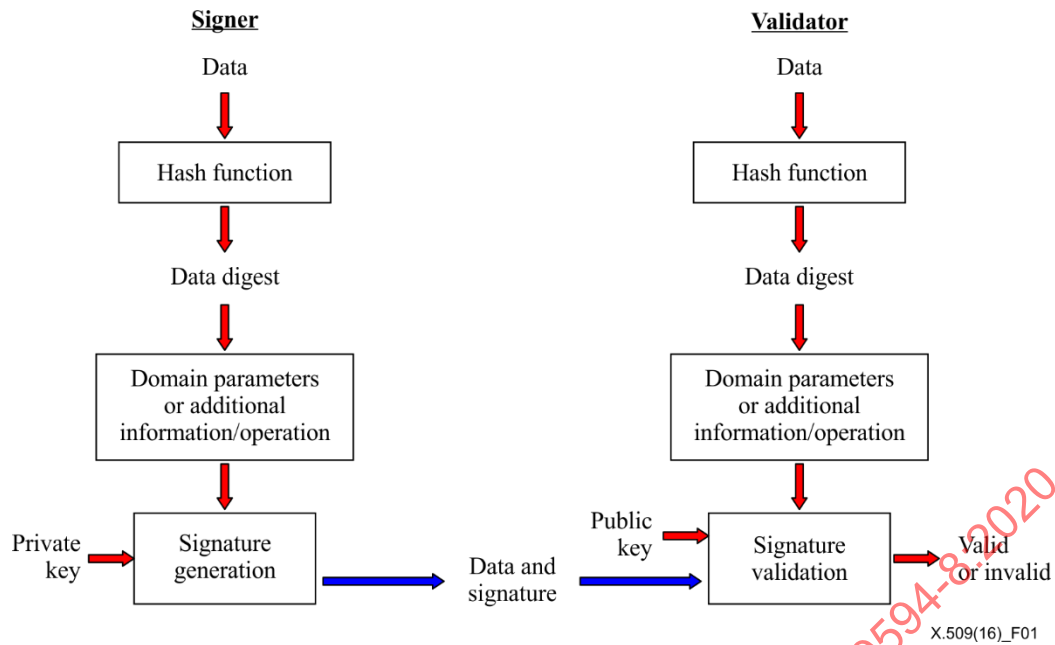 Signer
Data
Hash function
Data digest
Domain parameters
or additional
information/operation
Private
key
Signature
generation
Data and
signature
Validator
Data
Hash function
Data digest
Domain parameters
or additional
information/operation
Public
key
Signature
validation
Valid
or invalid
X.509(16)_F01
9594-8:2020